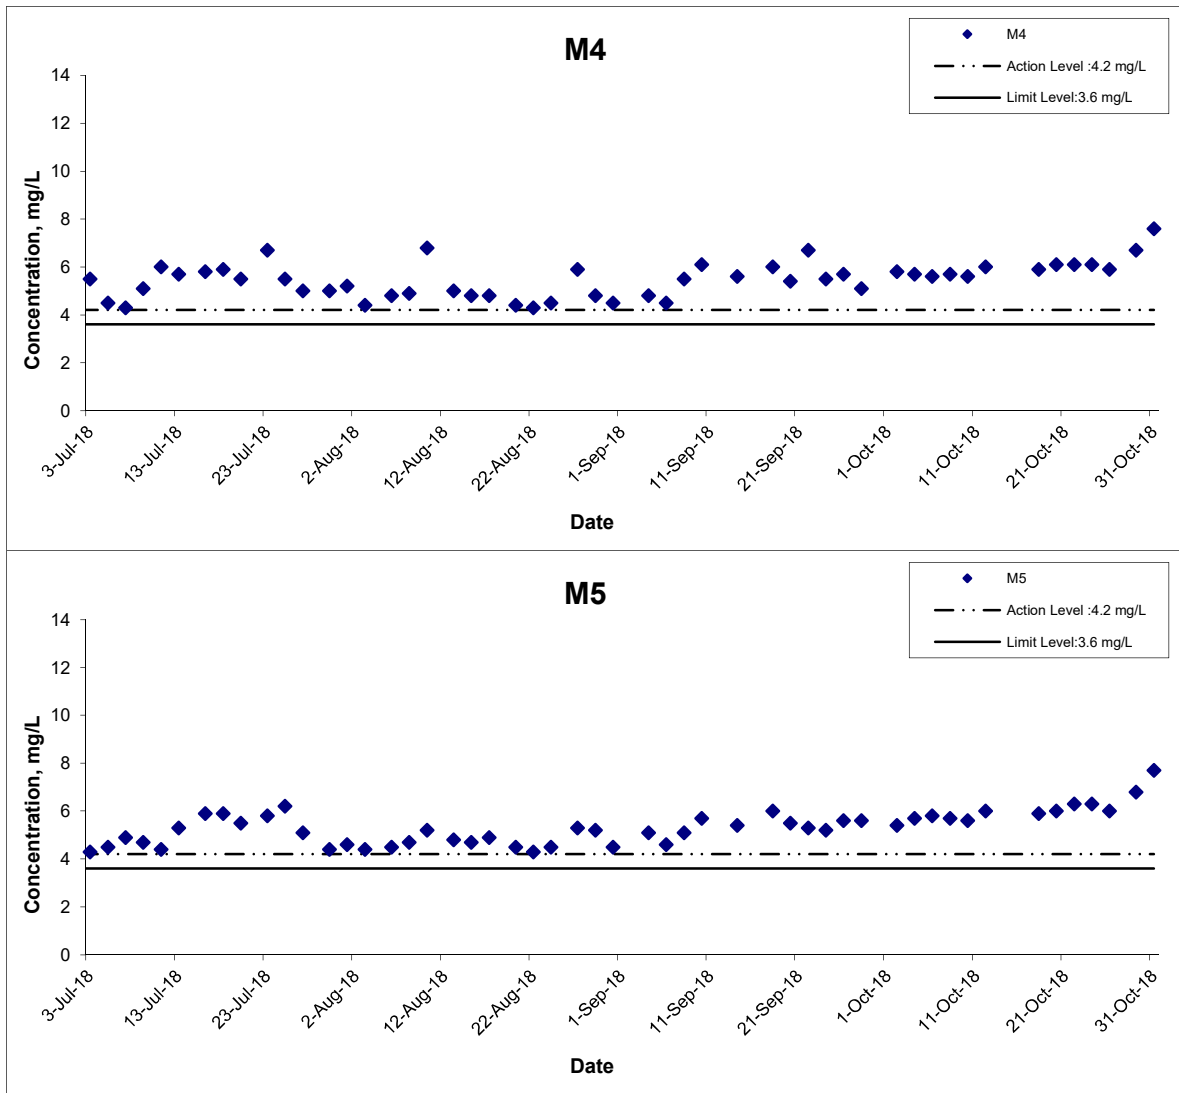 M4
M4
Action Level :4.2 mg/L
Limit Level:3.6 mg/L
Concentration, mg/L
14
12
10
8
6
4
2
0
3-Jul-18
13-Jul-18
23-Jul-18
2-Aug-18
12-Aug-18
22-Aug-18
1-Sep-18
11-Sep-18
21-Sep-18
1-Oct-18
11-Oct-18
21-Oct-18
31-Oct-18
Date
M5
M5
Action Level :4.2 mg/L
Limit Level:3.6 mg/L
Concentration, mg/L
14
12
10
8
6
4
2
0
3-Jul-18
13-Jul-18
23-Jul-18
2-Aug-18
12-Aug-18
22-Aug-18
1-Sep-18
11-Sep-18
21-Sep-18
1-Oct-18
11-Oct-18
21-Oct-18
31-Oct-18
Date